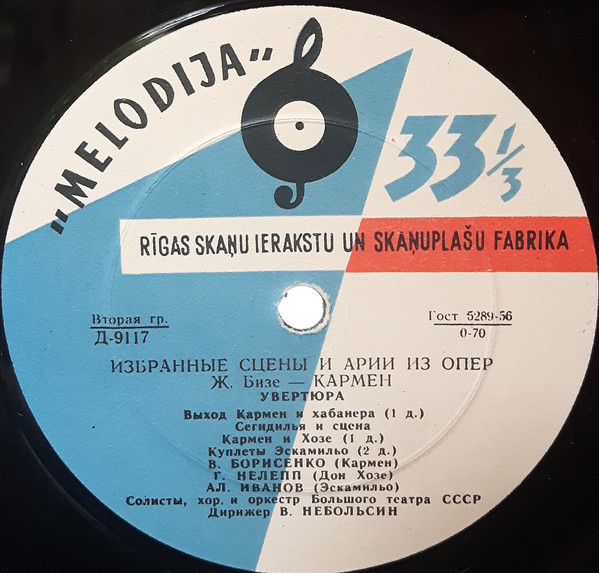 „MELODIJA”
33 1/3
RĪGAS SKAŅU IERAKSTU UN SKAŅUPLAŠU FABRIKA
Вторая гр.
Д-9117
Гост 5289-56
0-70
ИЗБРАННЫЕ СЦЕНЫ И АРИИ ИЗ ОПЕР
Ж. Бизе — КАРМЕН
УВЕРТЮРА
Выход Кармен и хабанера (1 д.)
Сегидилья и сцена
Кармен и Хозе (1 д.)
Куплеты Эскамильо (2 д.)
В. БОРИСЕНКО (Кармен)
Г. НЕЛЕПП (Дон Хозе)
АЛ. ИВАНОВ (Эскамильо)
Солисты, хор и оркестр Большого театра СССР
Дирижер В. НЕБОЛЬСИН